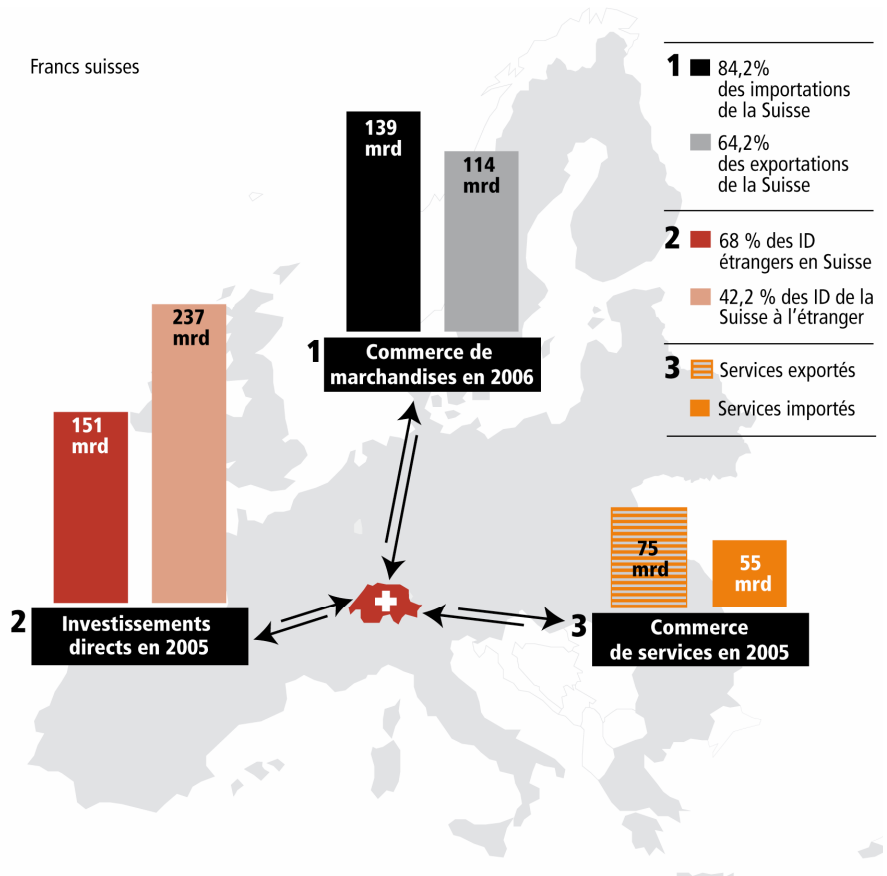 Francs suisses
1
84,2%
des importations
de la Suisse
64,2%
des exportations
de la Suisse
2
68 % des ID
étrangers en Suisse
42,2 % des ID de la
Suisse à l’étranger
3
Services exportés
Services importés
139
mrd
114
mrd
1
Commerce de
marchandises en 2006
151
mrd
237
mrd
2
Investissements
directs en 2005
75
mrd
55
mrd
3
Commerce
de services en 2005